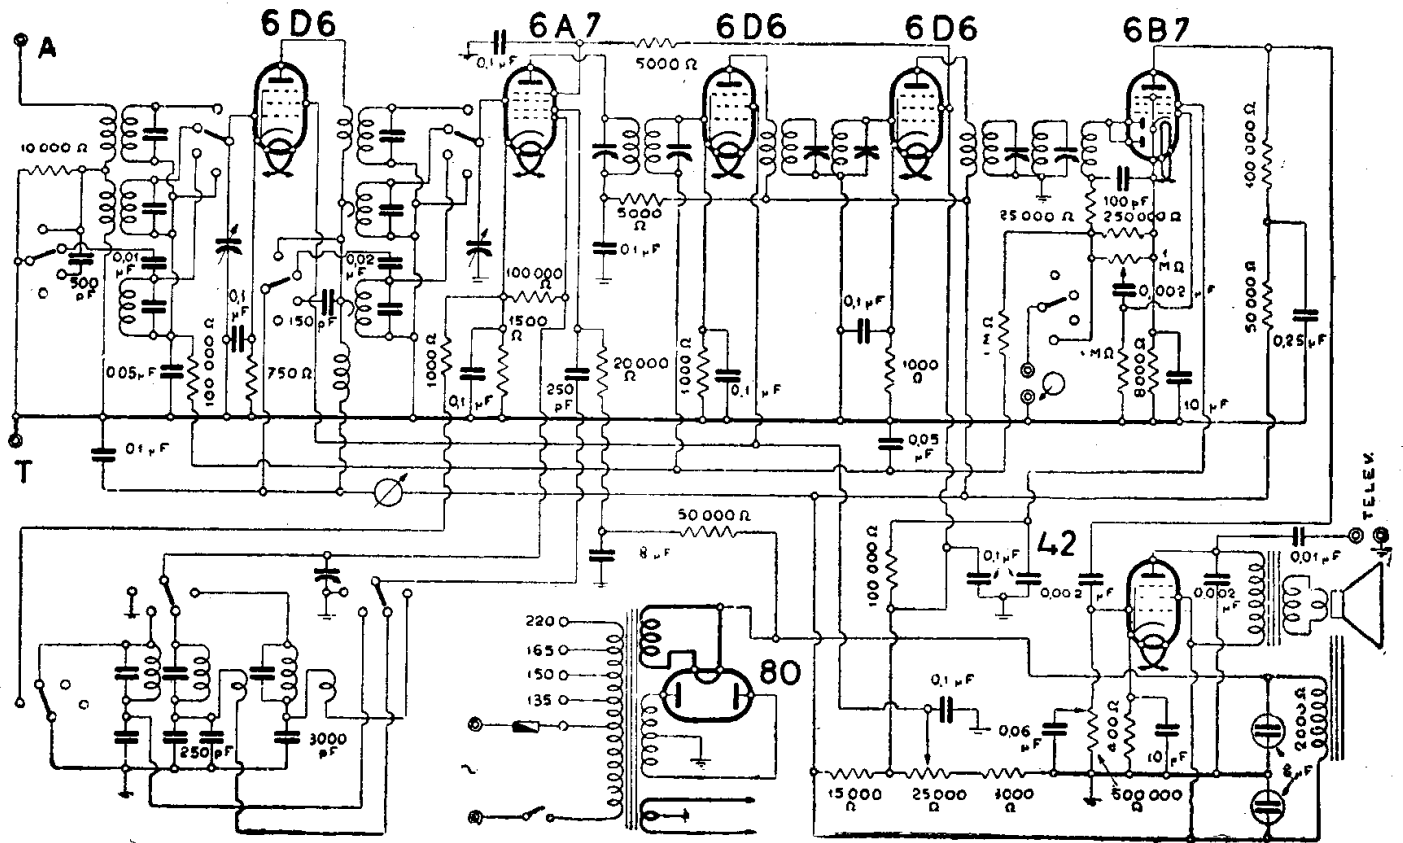 6D6
6A7
6D6
6D6
6B7
A
0,1 µF
5000 Ω
10 000 Ω
100 000 Ω
500 pF
0,01 µF
0,02 µF
5000 Ω
0,1 µF
25 000 Ω
100 pF
250 000 Ω
1 MΩ
0,002 µF
50 000 Ω
0,25 µF
0,1 µF
150 pF
100 000 Ω
1500 Ω
0,1 µF
1 MΩ
1 MΩ
0,05 µF
100 000 Ω
750 Ω
1000 Ω
0,1 µF
250 pF
20 000 Ω
1000 Ω
0,1 µF
1000 Ω
10 µF
T
0,1 µF
0,05 µF
TELEV.
50 000 Ω
8 µF
100 000 Ω
0,1 µF
42
0,002 µF
0,002 µF
0,01 µF
220
165
150
135
80
250 pF
3000 pF
~
0,1 µF
0,06 µF
400 Ω
10 µF
2000 Ω
8 µF
15 000 Ω
25 000 Ω
500 000 Ω